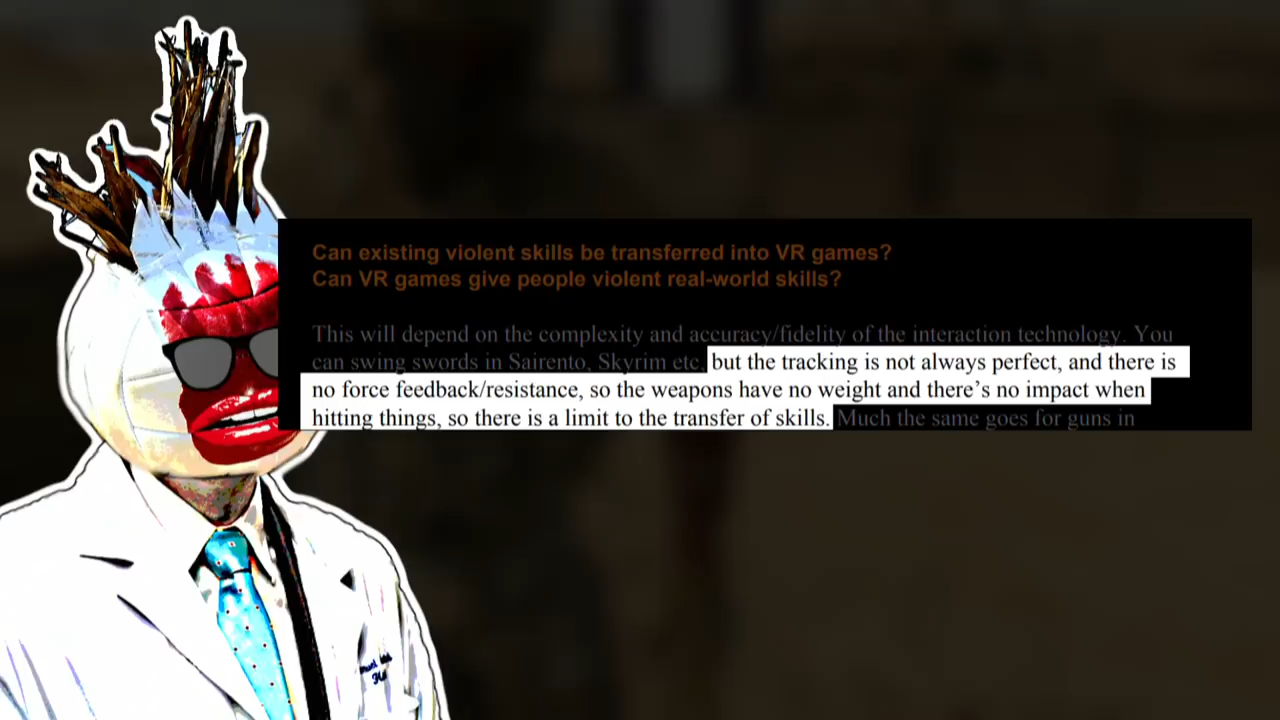 Can existing violent skills be transferred into VR games?
Can VR games give people violent real-world skills?
This will depend on the complexity and accuracy/fidelity of the interaction technology. You
can swing swords in Sairento, Skyrim etc, but the tracking is not always perfect, and there is
no force feedback/resistance, so the weapons have no weight and there's no impact when
hitting things, so there is a limit to the transfer of skills. Much the same goes for guns in